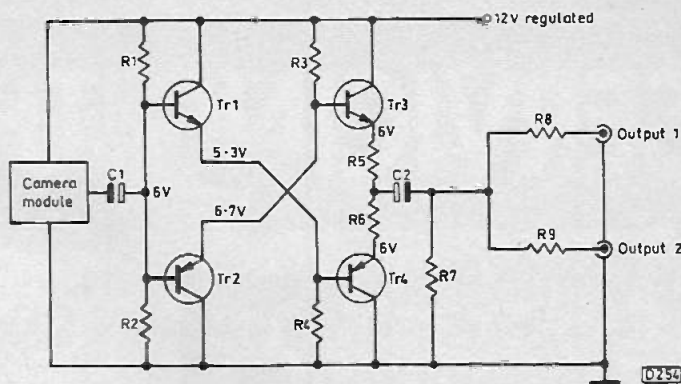 12V regulated
R1
R3
Tr1
Tr3
R8
Output 1
6V
5·3V
R5
Camera
module
C1
C2
6V
6·7V
R6
R9
Output 2
6V
Tr2
Tr4
R7
R2
R4
D254